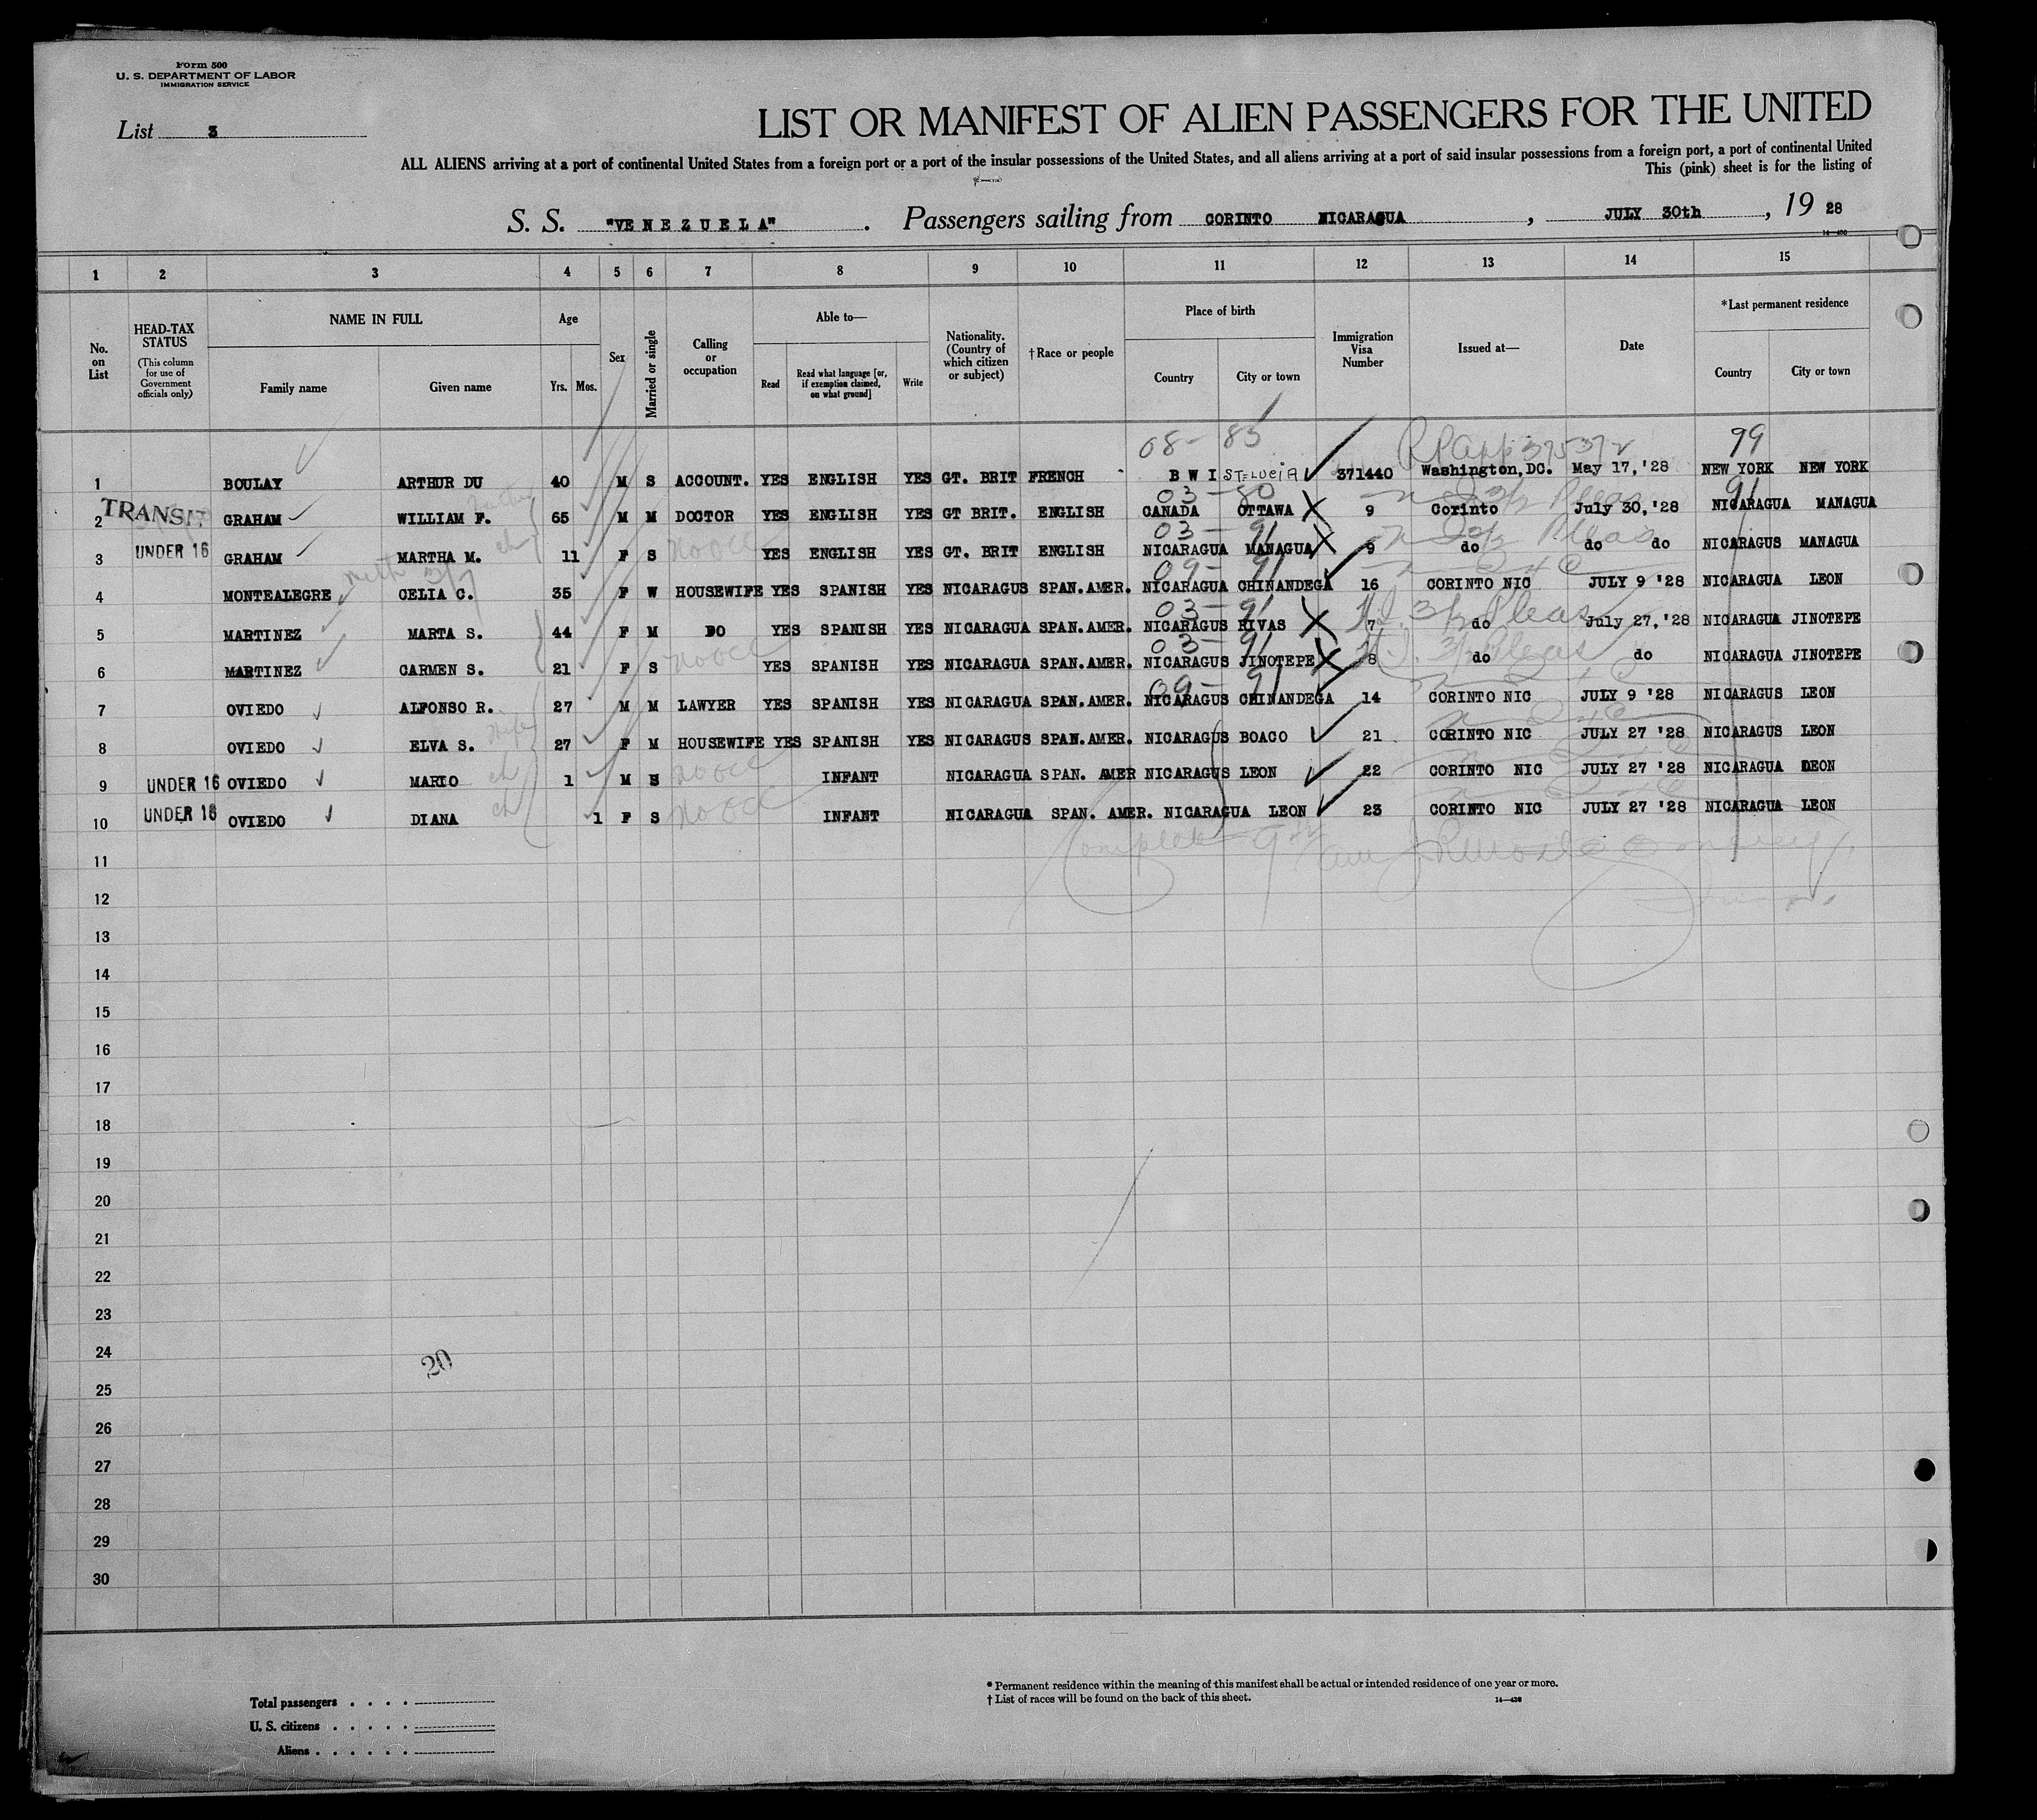 Form 500
U. S. DEPARTMENT OF LABOR
IMMIGRATION SERVICE
List 3
LIST OR MANIFEST OF ALIEN PASSENGERS FOR THE UNITED
ALL ALIENS arriving at a port of continental United States from a foreign port or a port of the insular possessions of the United States, and all aliens arriving at a port of said insular possessions from a foreign port, a port of continental United
This (pink) sheet is for the listing of
S. S. "VENEZUELA". Passengers sailing from CORINTO NICARAGUA, JULY 30th, 19 28
1 2 3 4 5 6 7 8 9 10 11 12 13 14 15
No. on List
HEAD-TAX STATUS (This column for use of Government officials only)
NAME IN FULL Family name Given name
Age Yrs. Mos.
Sex
Married or single
Calling or occupation
Able to— Read Read what language [or, if exemption claimed, on what ground] Write
Nationality. (Country of which citizen or subject)
†Race or people
Place of birth Country City or town
Immigration Visa Number
Issued at—
Date
*Last permanent residence Country City or town
08- 83 99
1 BOULAY ARTHUR DU 40 M S ACCOUNT. YES ENGLISH YES GT. BRIT FRENCH B W I ST-LUCIA 371440 Washington, DC. May 17, '28 NEW YORK NEW YORK
03-80 91
2 TRANSIT GRAHAM WILLIAM F. 65 M M DOCTOR YES ENGLISH YES GT BRIT. ENGLISH CANADA OTTAWA 9 Corinto July 30, '28 NICARAGUA MANAGUA
03-91
3 UNDER 16 GRAHAM MARTHA M. 11 F S YES ENGLISH YES GT. BRIT ENGLISH NICARAGUA MANAGUA 9 do do do NICARAGUS MANAGUA
09-91
4 MONTEALEGRE CELIA C. 35 F W HOUSEWIFE YES SPANISH YES NICARAGUS SPAN.AMER. NICARAGUA CHINANDEGA 16 CORINTO NIC JULY 9 '28 NICARAGUA LEON
03-91
5 MARTINEZ MARTA S. 44 F M DO YES SPANISH YES NICARAGUA SPAN.AMER. NICARAGUS RIVAS 7 do July 27, '28 NICARAGUA JINOTEPE
03-91
6 MARTINEZ CARMEN S. 21 F S YES SPANISH YES NICARAGUA SPAN.AMER. NICARAGUS JINOTEPE 8 do do NICARAGUA JINOTEPE
09-91
7 OVIEDO ALFONSO R. 27 M M LAWYER YES SPANISH YES NICARAGUA SPAN.AMER. NICARAGUS CHINANDEGA 14 CORINTO NIC JULY 9 '28 NICARAGUS LEON
8 OVIEDO ELVA S. 27 F M HOUSEWIFE YES SPANISH YES NICARAGUS SPAN.AMER. NICARAGUS BOACO 21 CORINTO NIC JULY 27 '28 NICARAGUS LEON
9 UNDER 16 OVIEDO MARIO 1 M S INFANT NICARAGUA SPAN. AMER NICARAGUS LEON 22 CORINTO NIC JULY 27 '28 NICARAGUA LEON
10 UNDER 16 OVIEDO DIANA 1 F S INFANT NICARAGUA SPAN. AMER. NICARAGUA LEON 23 CORINTO NIC JULY 27 '28 NICARAGUA LEON
11
12
13
14
15
16
17
18
19
20
21
22
23
24
20
25
26
27
28
29
30
Total passengers
U. S. citizens
Aliens
* Permanent residence within the meaning of this manifest shall be actual or intended residence of one year or more.
† List of races will be found on the back of this sheet.